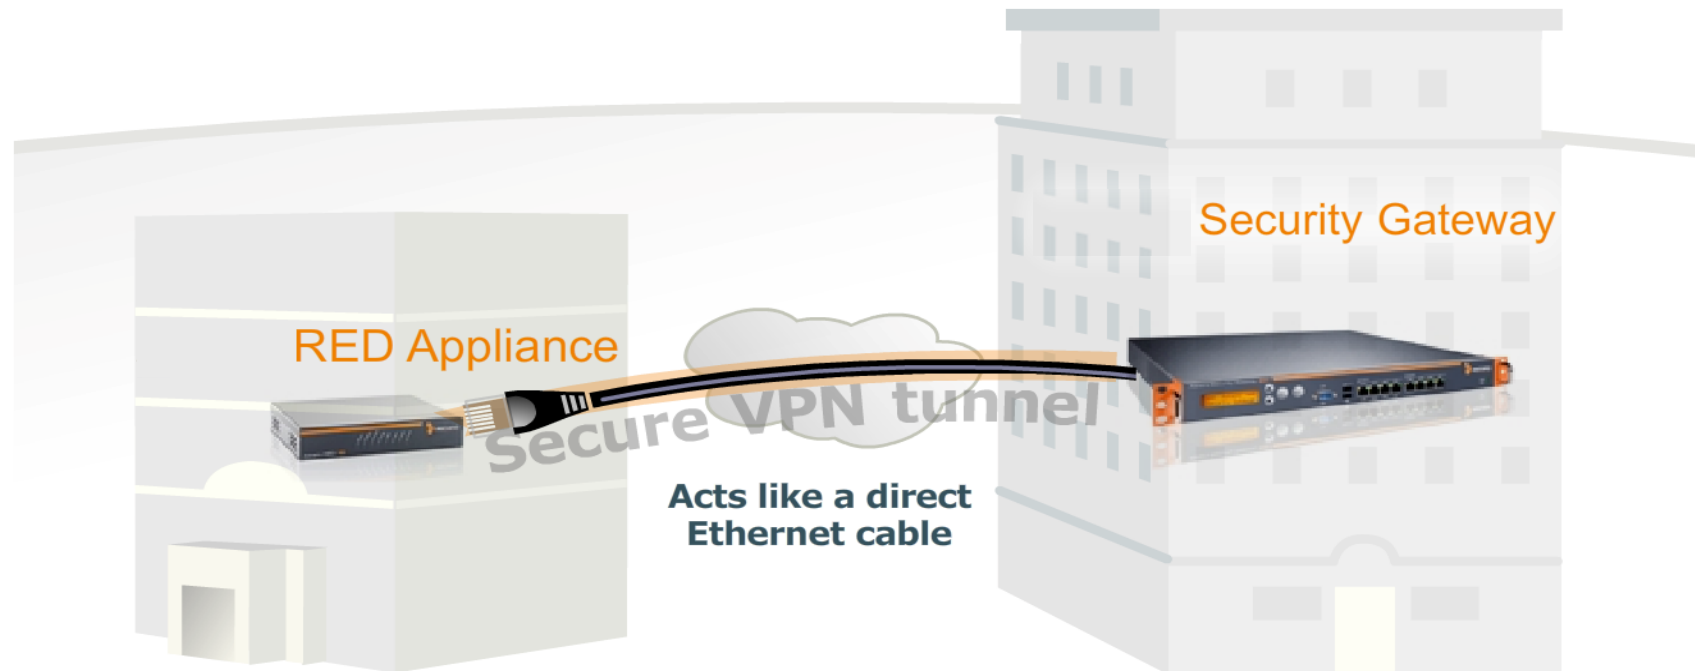 Security Gateway
RED Appliance
Secure VPN tunnel
Acts like a direct
Ethernet cable